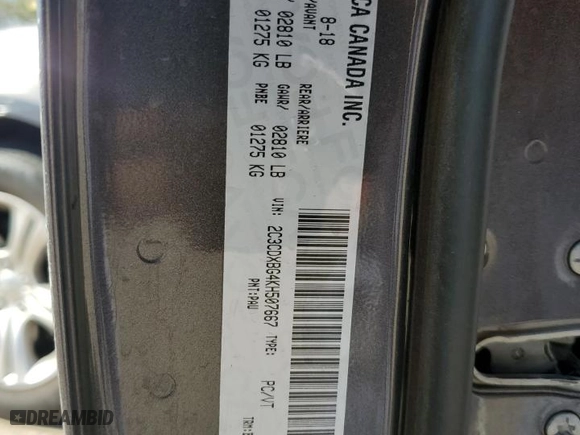 CA CANADA INC.
8-18
/AVANT
02810 LB
01275 KG
REAR/ARRIERE
GAWR/ 02810 LB
PNBE 01275 KG
VIN: 2C3CDXBG4KH507667 TYPE: PC/VT
PNT:PAU
TRM:
DREAMBID